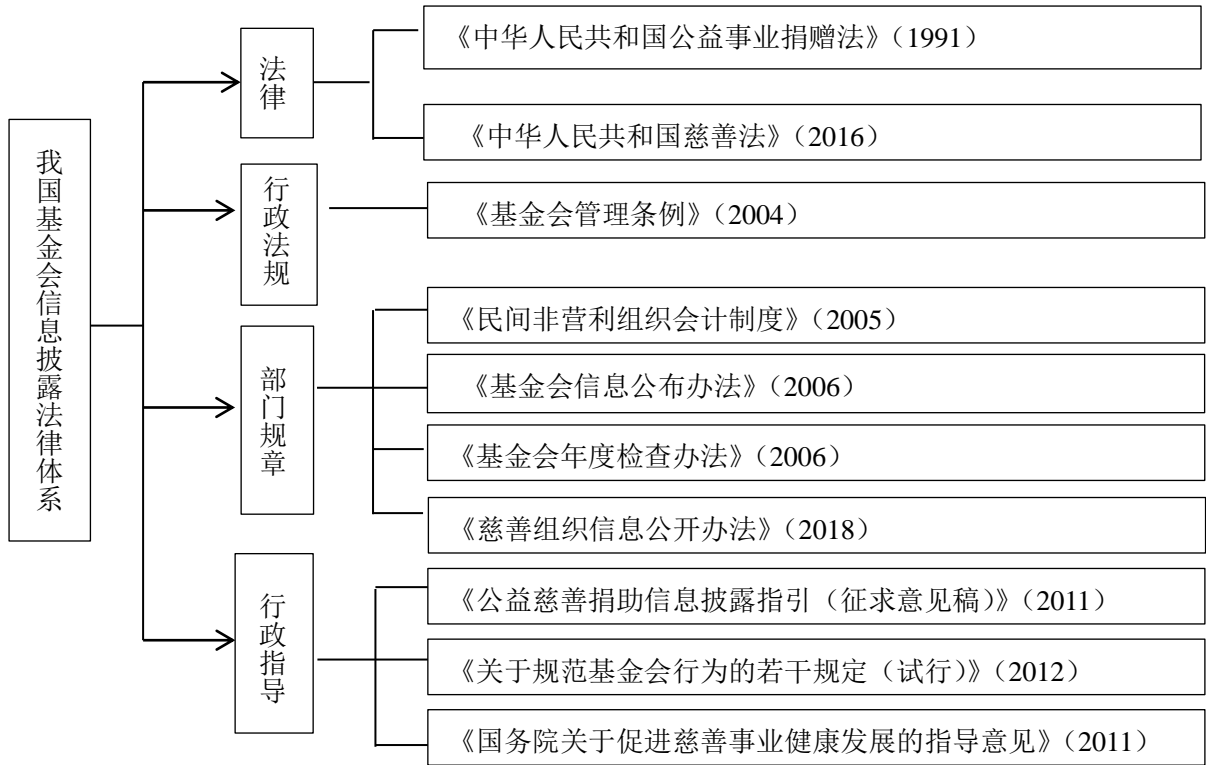 我国基金会信息披露法律体系
法律
《中华人民共和国公益事业捐赠法》（1991）
《中华人民共和国慈善法》（2016）
行政法规
《基金会管理条例》（2004）
部门规章
《民间非营利组织会计制度》（2005）
《基金会信息公布办法》（2006）
《基金会年度检查办法》（2006）
《慈善组织信息公开办法》（2018）
行政指导
《公益慈善捐助信息披露指引（征求意见稿）》（2011）
《关于规范基金会行为的若干规定（试行）》（2012）
《国务院关于促进慈善事业健康发展的指导意见》（2011）